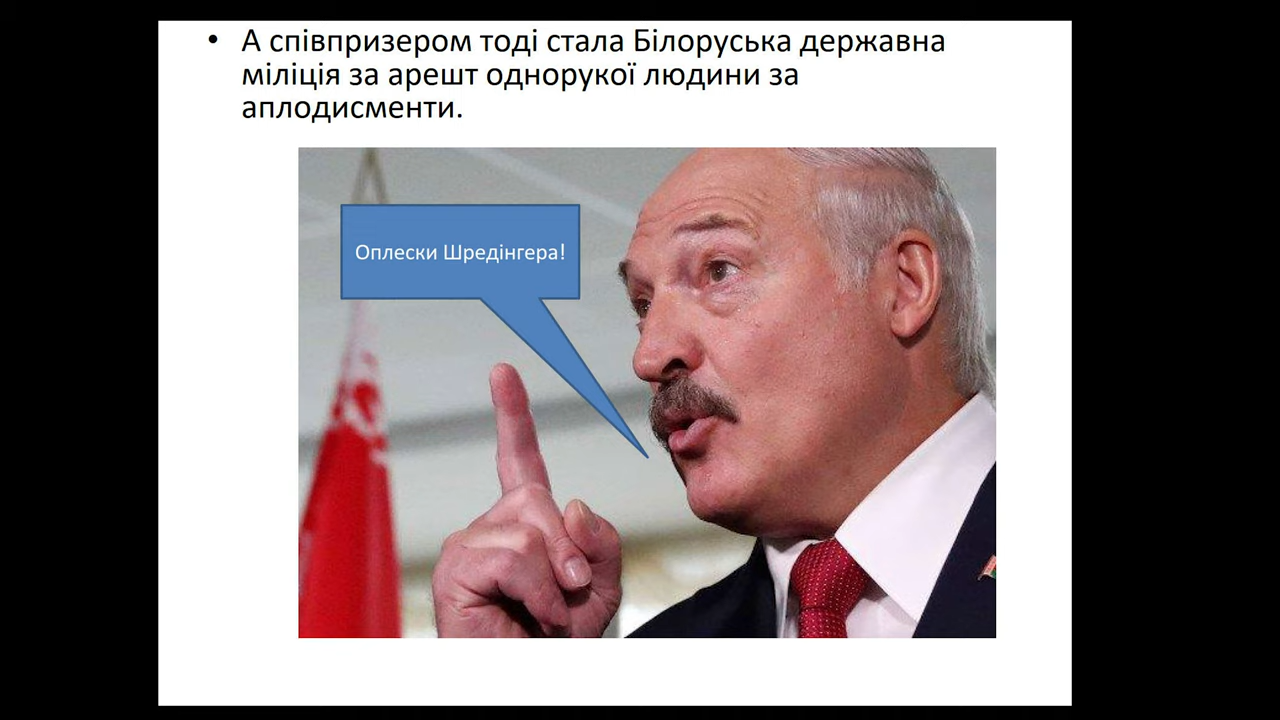 • А співпризером тоді стала Білоруська державна
міліція за арешт однорукої людини за
аплодисменти.
Оплески Шредінгера!